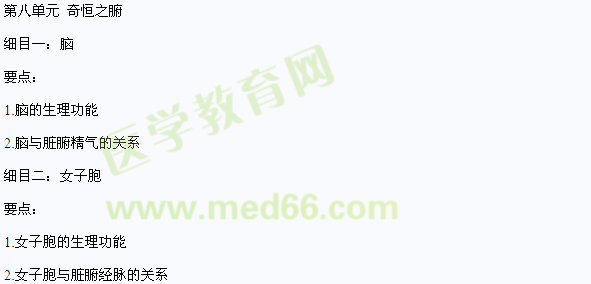 第八单元 奇恒之腑
细目一：脑
要点：
1.脑的生理功能
2.脑与脏腑精气的关系
细目二：女子胞
要点：
1.女子胞的生理功能
2.女子胞与脏腑经脉的关系
医学教育网
www.med66.com